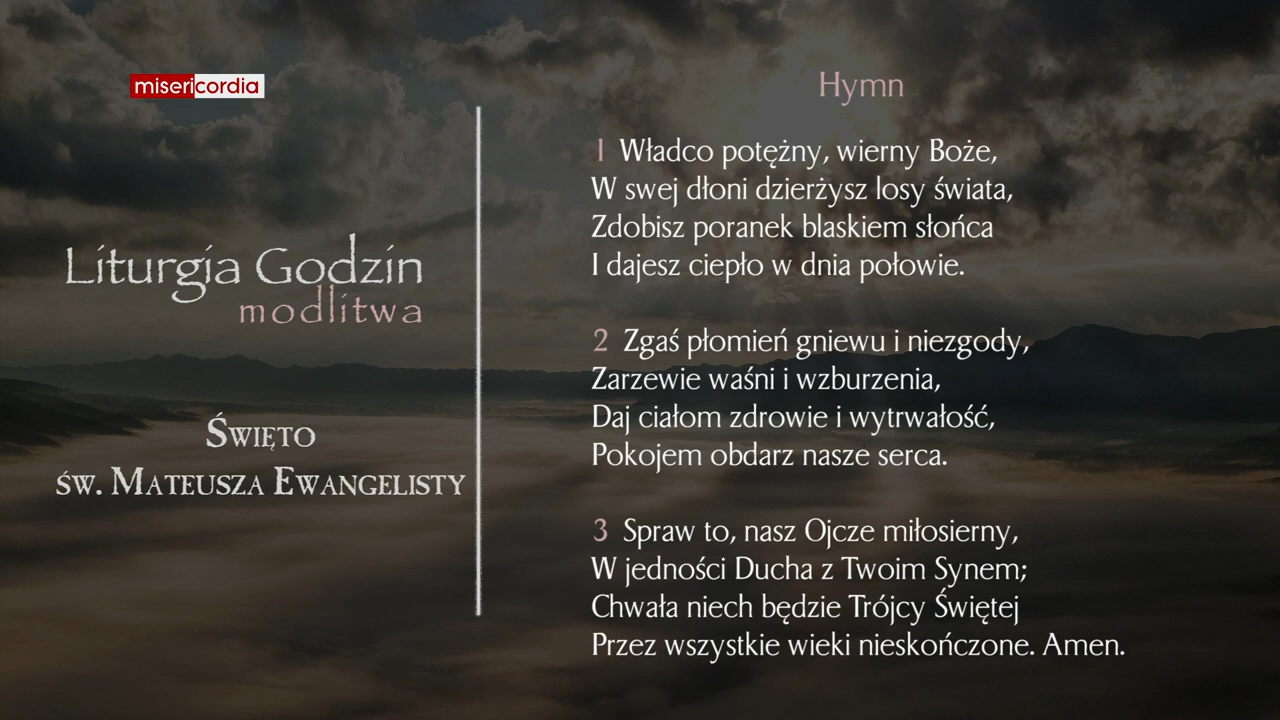 misericordia
Liturgia Godzin
modlitwa
Święto
św. Mateusza Ewangelisty
Hymn
1 Władco potężny, wierny Boże,
W swej dłoni dzierżysz losy świata,
Zdobisz poranek blaskiem słońca
I dajesz ciepło w dnia połowie.
2 Zgaś płomień gniewu i niezgody,
Zarzewie waśni i wzburzenia,
Daj ciałom zdrowie i wytrwałość,
Pokojem obdarz nasze serca.
3 Spraw to, nasz Ojcze miłosierny,
W jedności Ducha z Twoim Synem;
Chwała niech będzie Trójcy Świętej
Przez wszystkie wieki nieskończone. Amen.